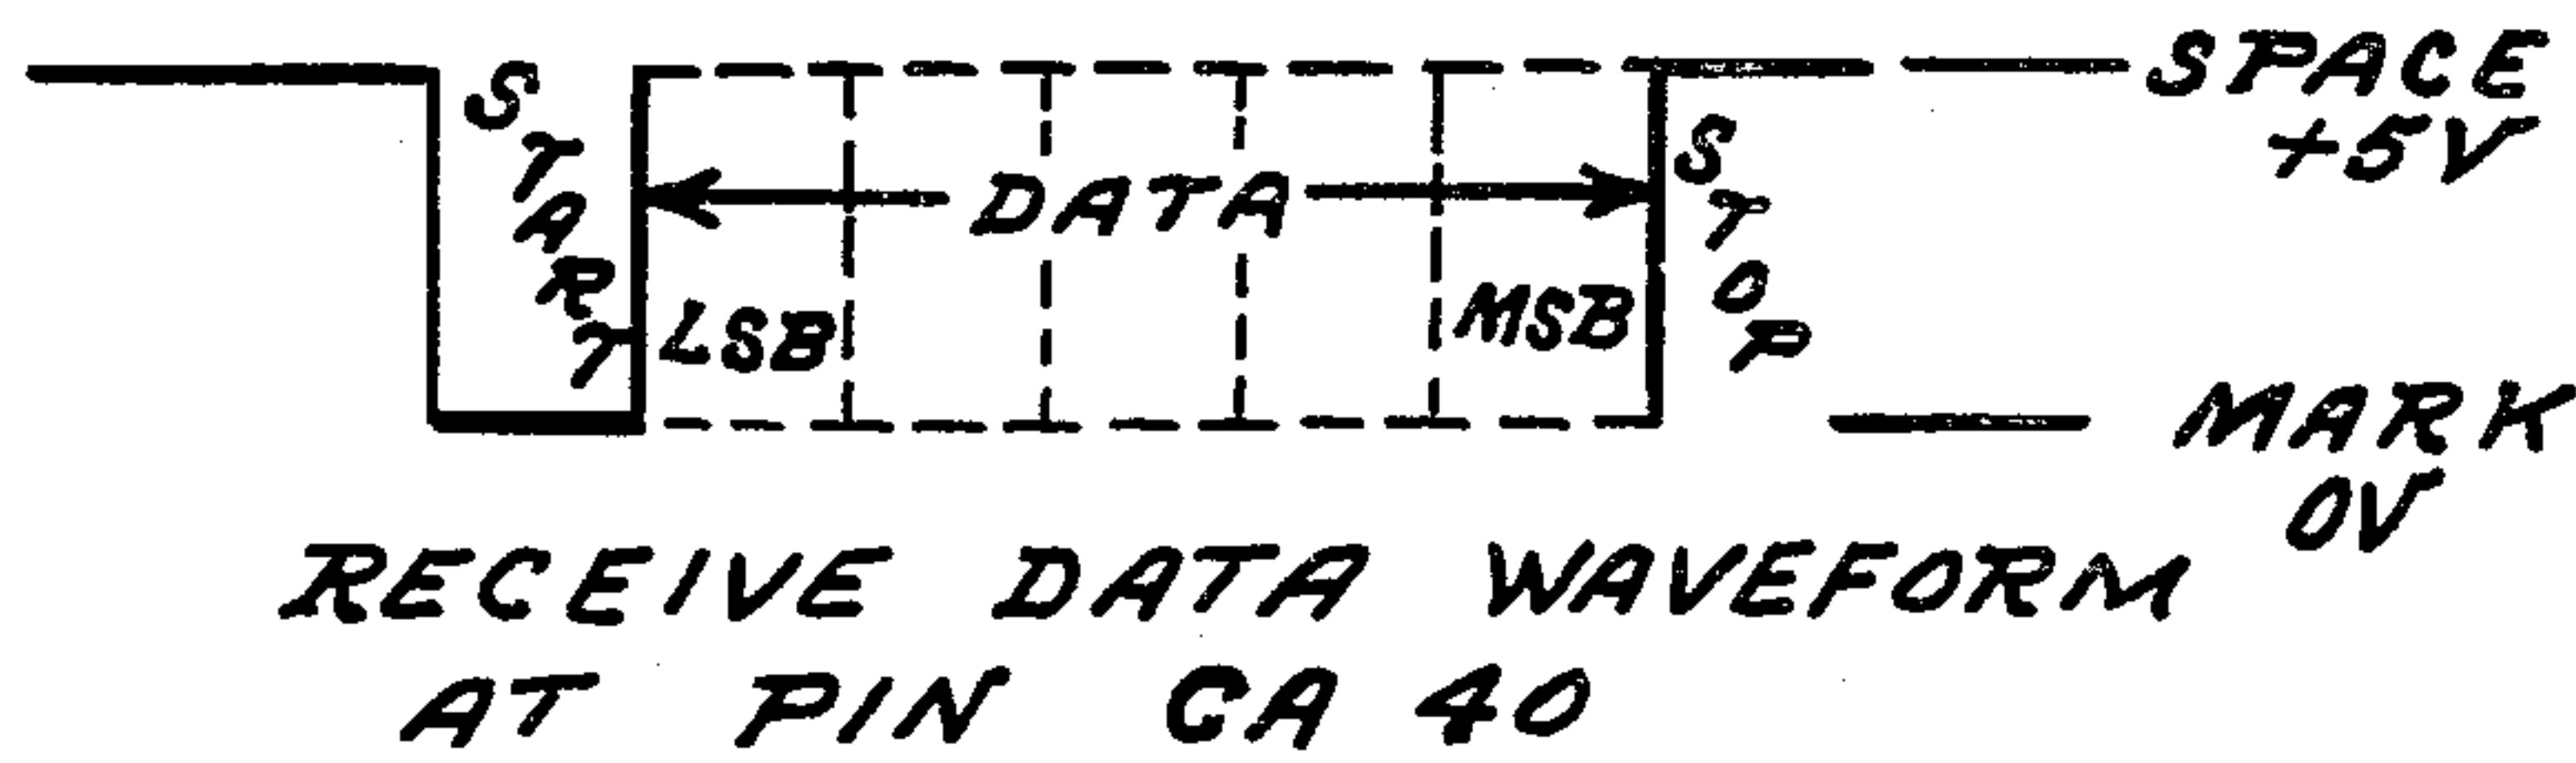 START
LSB
DATA
MSB
STOP
SPACE
+5V
MARK
0V
RECEIVE DATA WAVEFORM
AT PIN CA 40